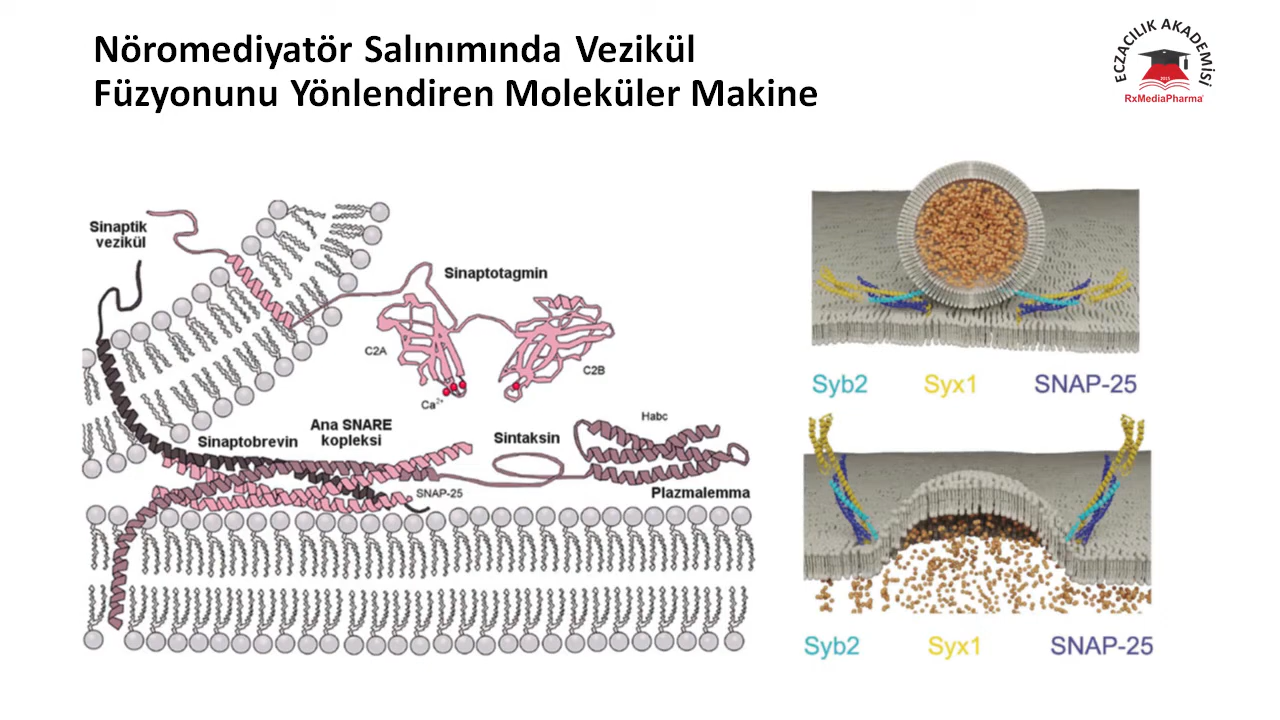 Nöromediyatör Salınımında Vezikül
Füzyonunu Yönlendiren Moleküler Makine
ECZACILIK AKADEMİSİ
2015
RxMediaPharma®
Sinaptik
vezikül
Sinaptotagmin
C2A
C2B
Ca²⁺
Sinaptobrevin
Ana SNARE
kopleksi
Sintaksin
Habc
SNAP-25
Plazmalemma
Syb2 Syx1 SNAP-25
Syb2 Syx1 SNAP-25